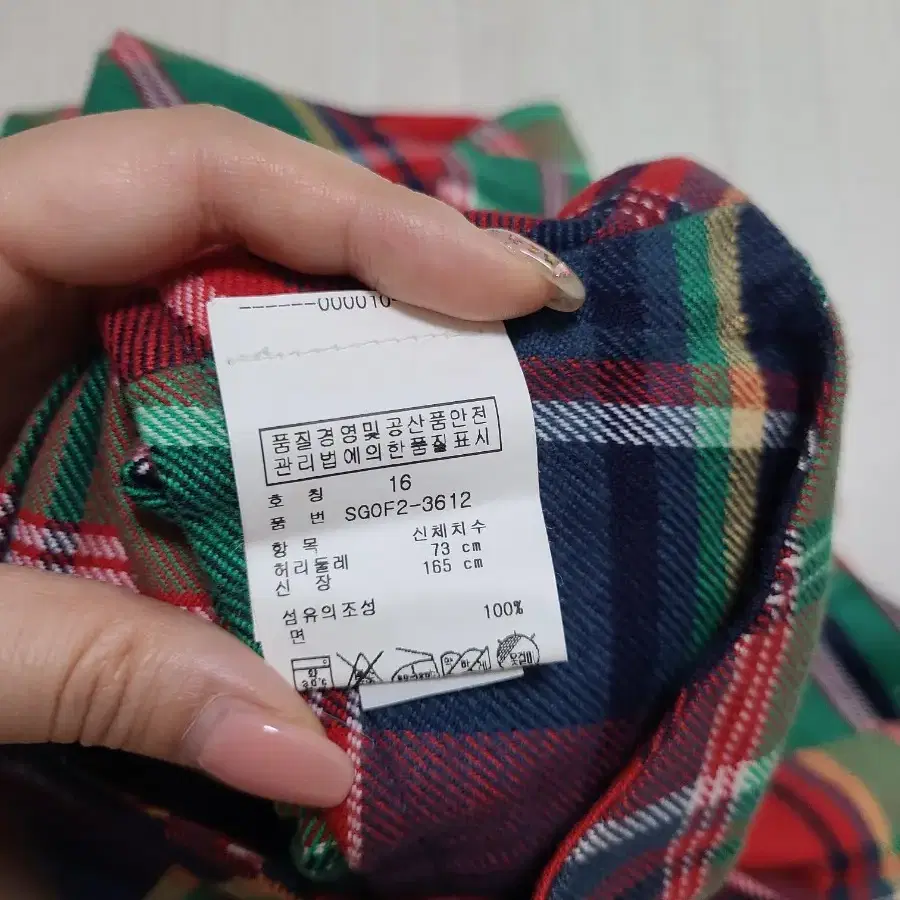 ------000010-
품질경영및공산품안전
관리법에의한품질표시
호 칭 16
품 번 SGOF2-3612
항 목 신체치수
허리둘레 73 cm
신 장 165 cm
섬유의조성
면 100%